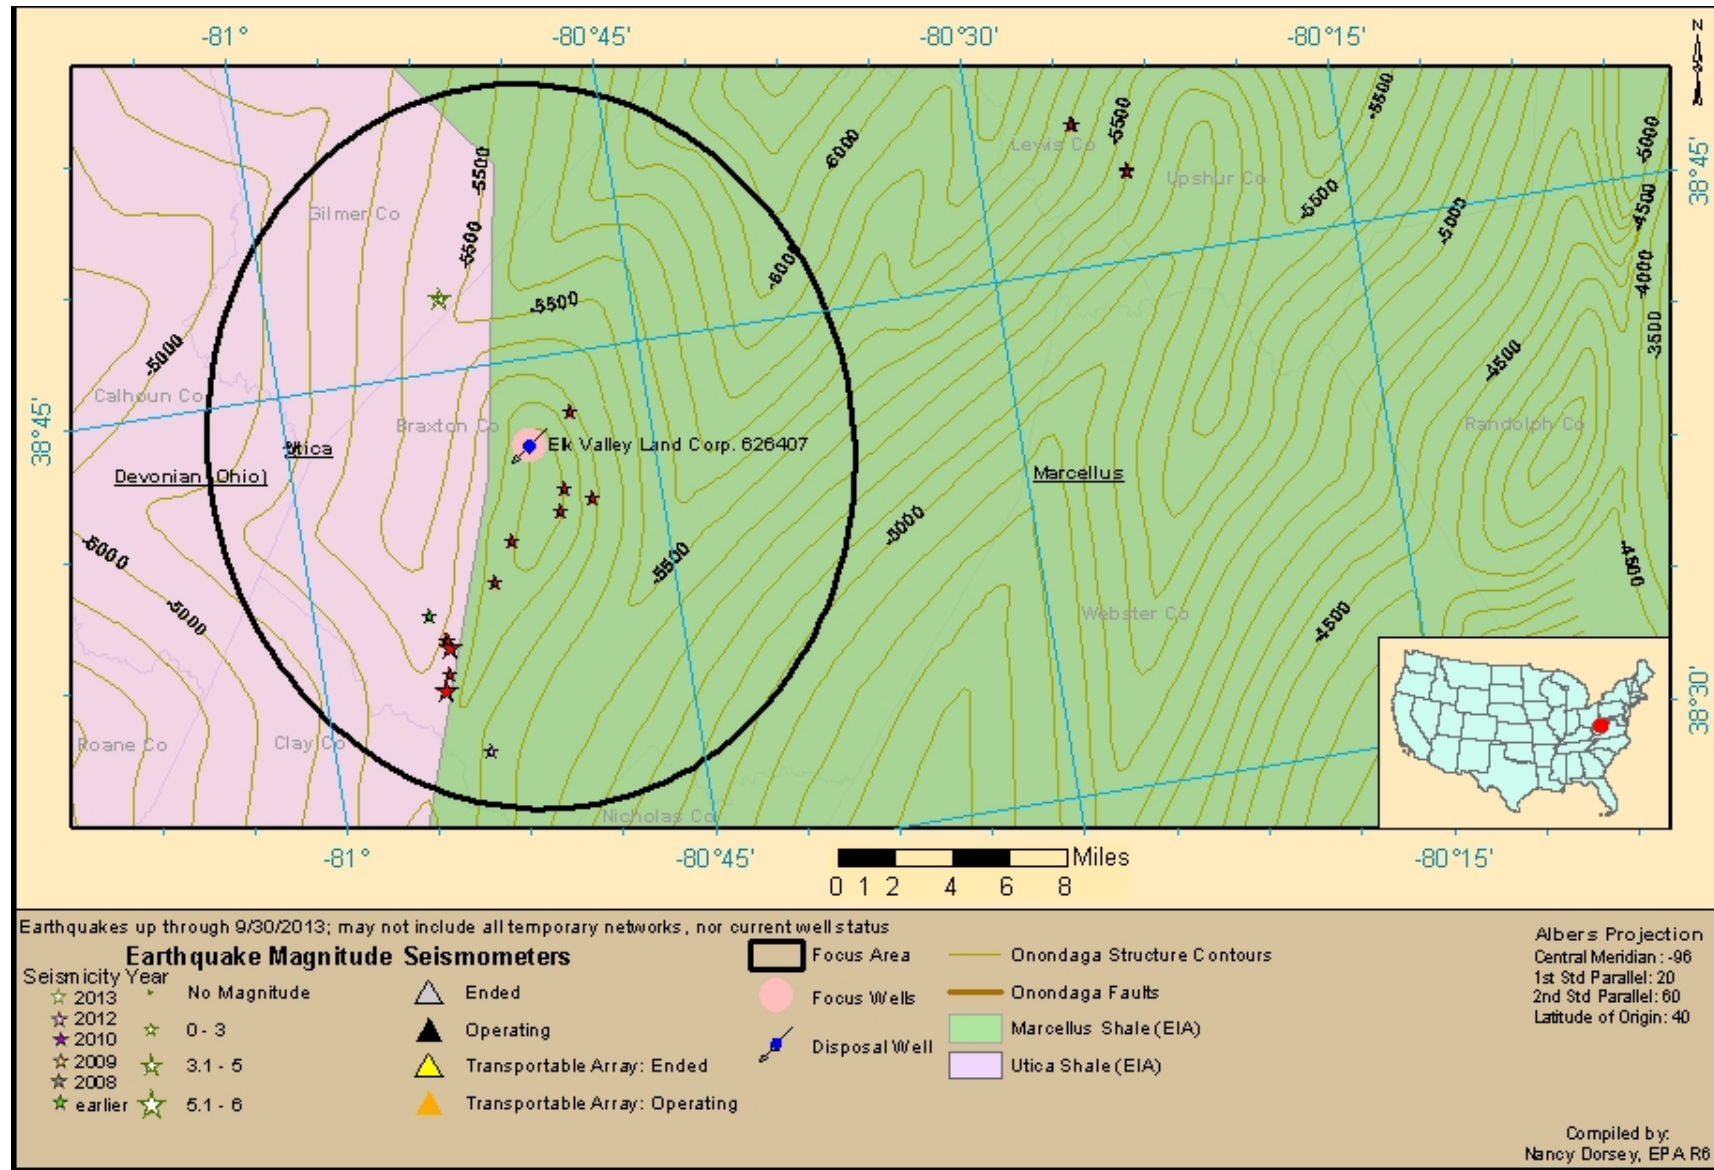 -81° -80°45' -80°30' -80°15'
N
-5500
-5500
-5500
-6000
-5000
Lewis Co
38°45'
Upshur Co
-5500
-5500
-4500
Gilmer Co
-5500
-5000
-6000
-4000
-5500
-5000
-4500
-3500
Calhoun Co
38°45'
Braxton Co
Randolph Co
Elk Valley Land Corp. 626407
Utica
Devonian (Ohio)
Marcellus
-5000
-5000
-5500
-4500
-5000
Webster Co
-4500
38°30'
Roane Co
Clay Co
Nicholas Co
-81° -80°45' -80°15'
Miles
0 1 2 4 6 8
Earthquakes up through 9/30/2013; may not include all temporary networks, nor current well status
Earthquake Magnitude
Seismicity Year
2013
2012
2010
2009
2008
earlier
No Magnitude
0 - 3
3.1 - 5
5.1 - 6
Seismometers
Ended
Operating
Transportable Array: Ended
Transportable Array: Operating
Focus Area
Focus Wells
Disposal Well
Onondaga Structure Contours
Onondaga Faults
Marcellus Shale (EIA)
Utica Shale (EIA)
Albers Projection
Central Meridian: -96
1st Std Parallel: 20
2nd Std Parallel: 60
Latitude of Origin: 40
Compiled by:
Nancy Dorsey, EPA R6